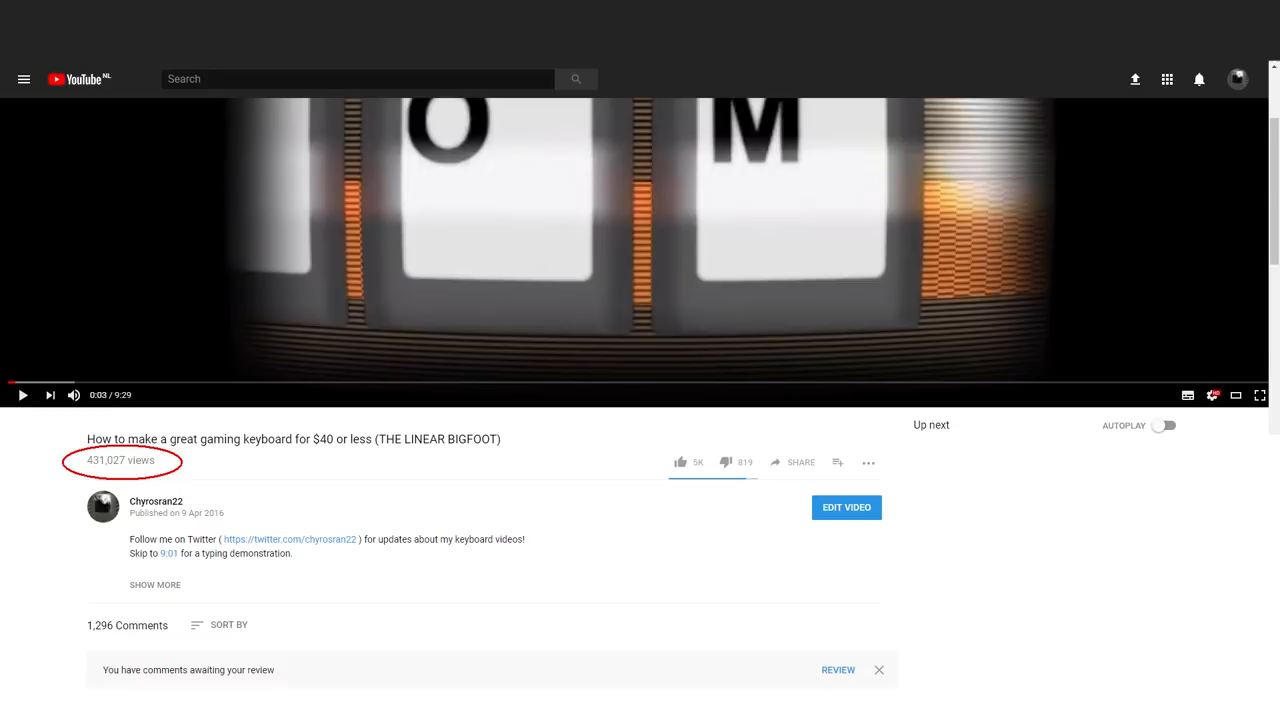 YouTube NL
Search
O M
0:03 / 9:29
HD
How to make a great gaming keyboard for $40 or less (THE LINEAR BIGFOOT)
431,027 views
5K 819 SHARE
Up next AUTOPLAY
Chyrosran22
Published on 9 Apr 2016
EDIT VIDEO
Follow me on Twitter ( https://twitter.com/chyrosran22 ) for updates about my keyboard videos!
Skip to 9:01 for a typing demonstration.
SHOW MORE
1,296 Comments SORT BY
You have comments awaiting your review REVIEW